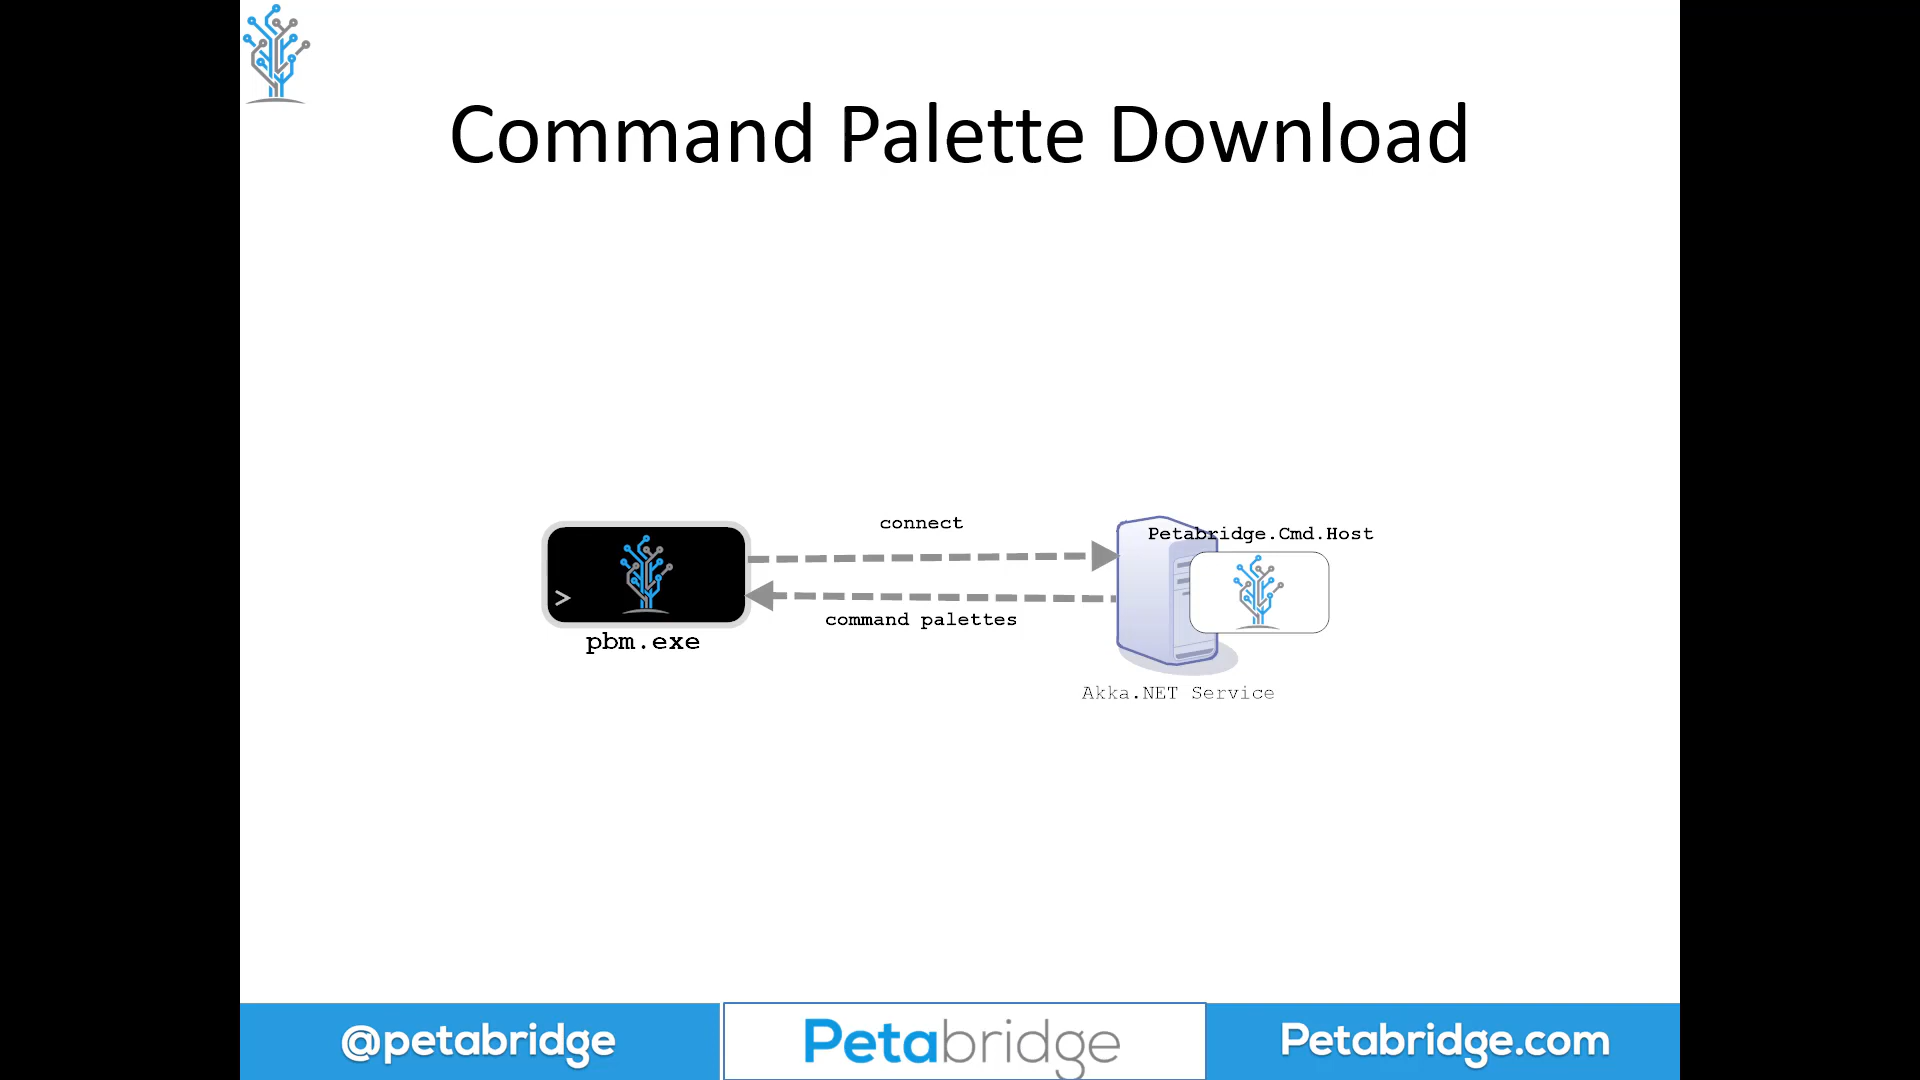 Command Palette Download
connect
Petabridge.Cmd.Host
>
command palettes
pbm.exe
Akka.NET Service
@petabridge
Petabridge
Petabridge.com